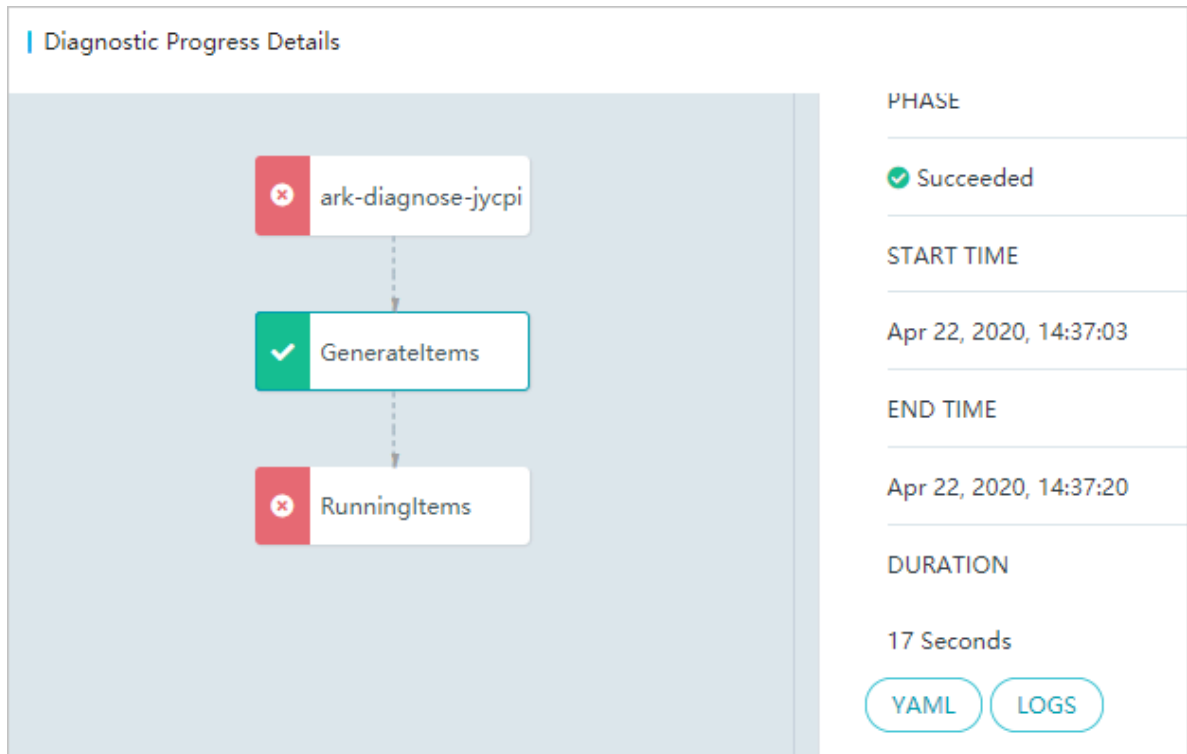 Diagnostic Progress Details
ark-diagnose-jycpi
GenerateItems
RunningItems
PHASE
Succeeded
START TIME
Apr 22, 2020, 14:37:03
END TIME
Apr 22, 2020, 14:37:20
DURATION
17 Seconds
YAML LOGS